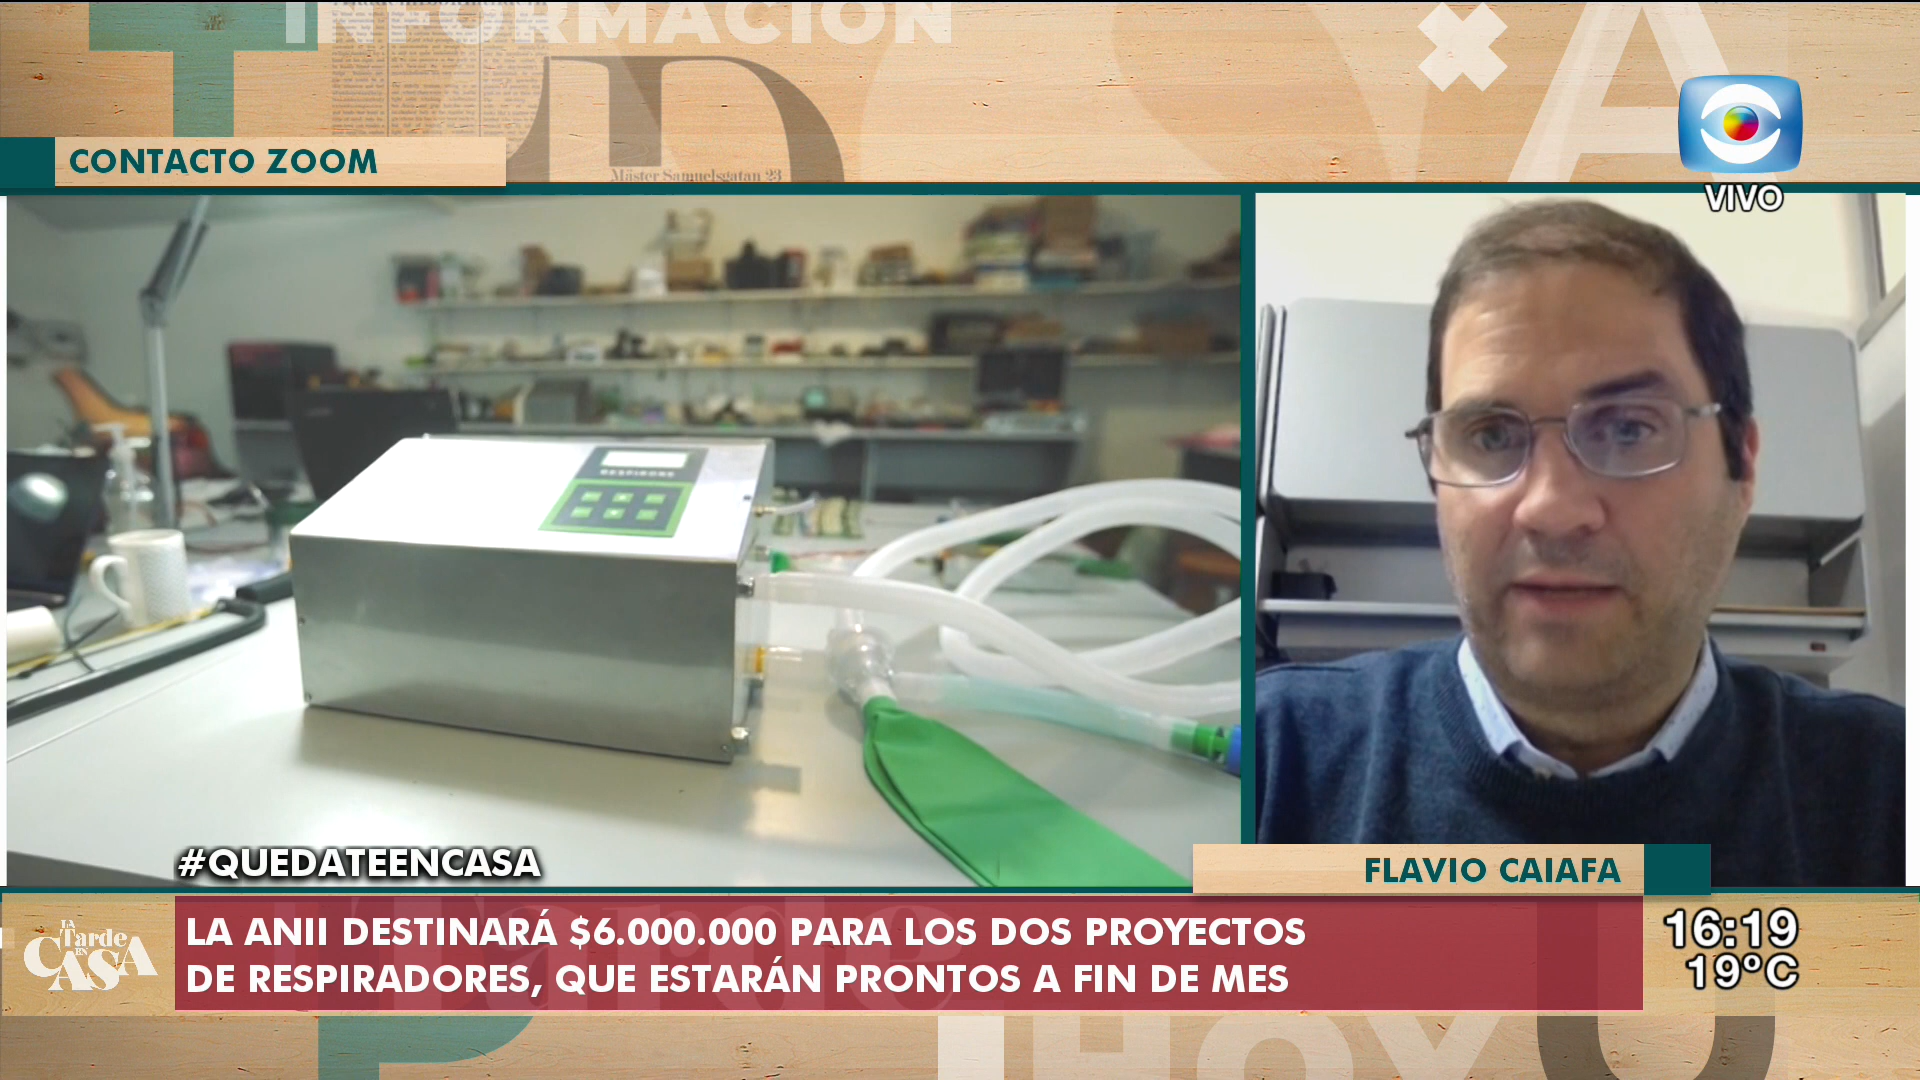 INFORMACIÓN
Mäster Samuelsgatan 23
CONTACTO ZOOM
VIVO
#QUEDATEENCASA
FLAVIO CAIAFA
LA Tarde EN CASA
LA ANII DESTINARÁ $6.000.000 PARA LOS DOS PROYECTOS
DE RESPIRADORES, QUE ESTARÁN PRONTOS A FIN DE MES
16:19
19°C